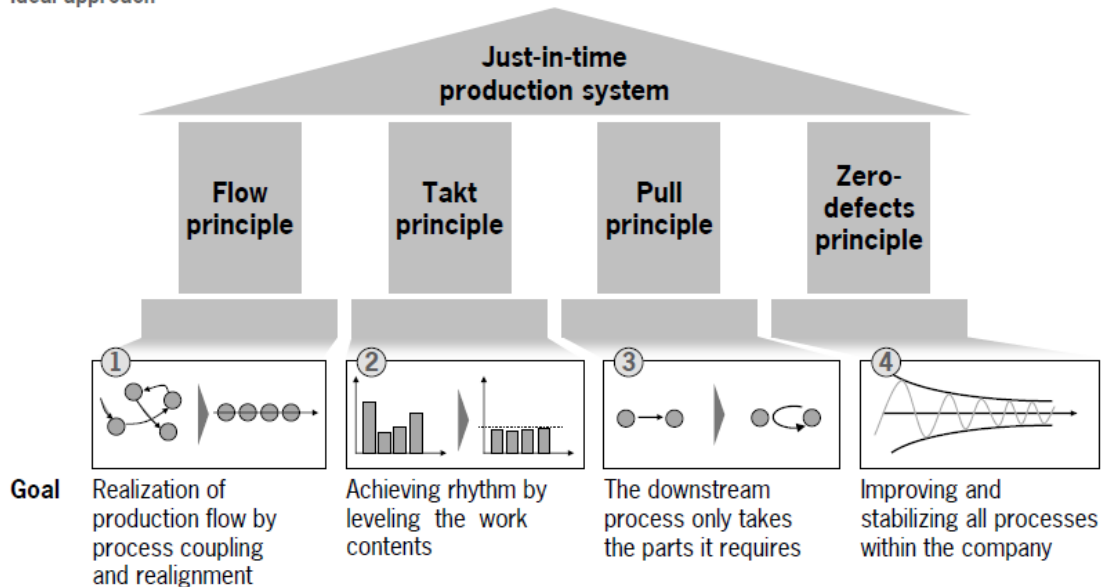 Ideal approach
Just-in-time
production system
Flow
principle
Takt
principle
Pull
principle
Zero-
defects
principle
1
2
3
4
Goal
Realization of
production flow by
process coupling
and realignment
Achieving rhythm by
leveling the work
contents
The downstream
process only takes
the parts it requires
Improving and
stabilizing all processes
within the company